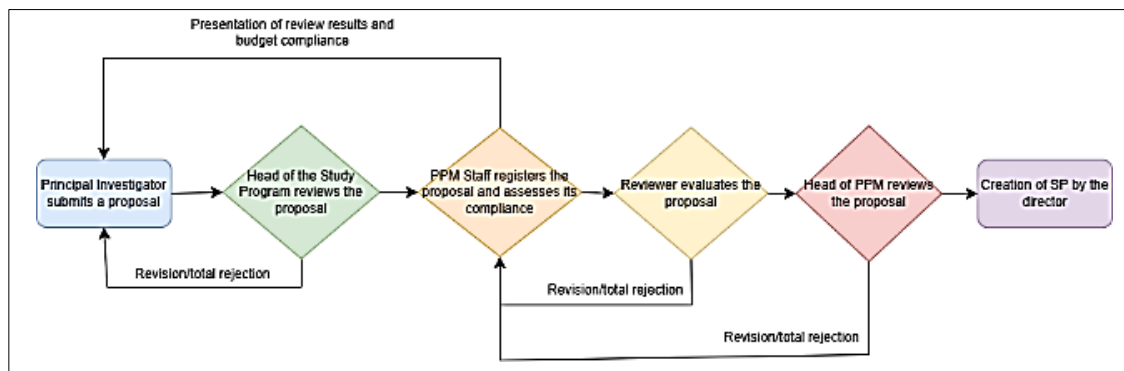 Presentation of review results and
budget compliance
Principal Investigator
submits a proposal
Head of the Study
Program reviews the
proposal
PPM Staff registers the
proposal and assesses its
compliance
Reviewer evaluates the
proposal
Head of PPM reviews
the proposal
Creation of SP by the
director
Revision/total rejection
Revision/total rejection
Revision/total rejection